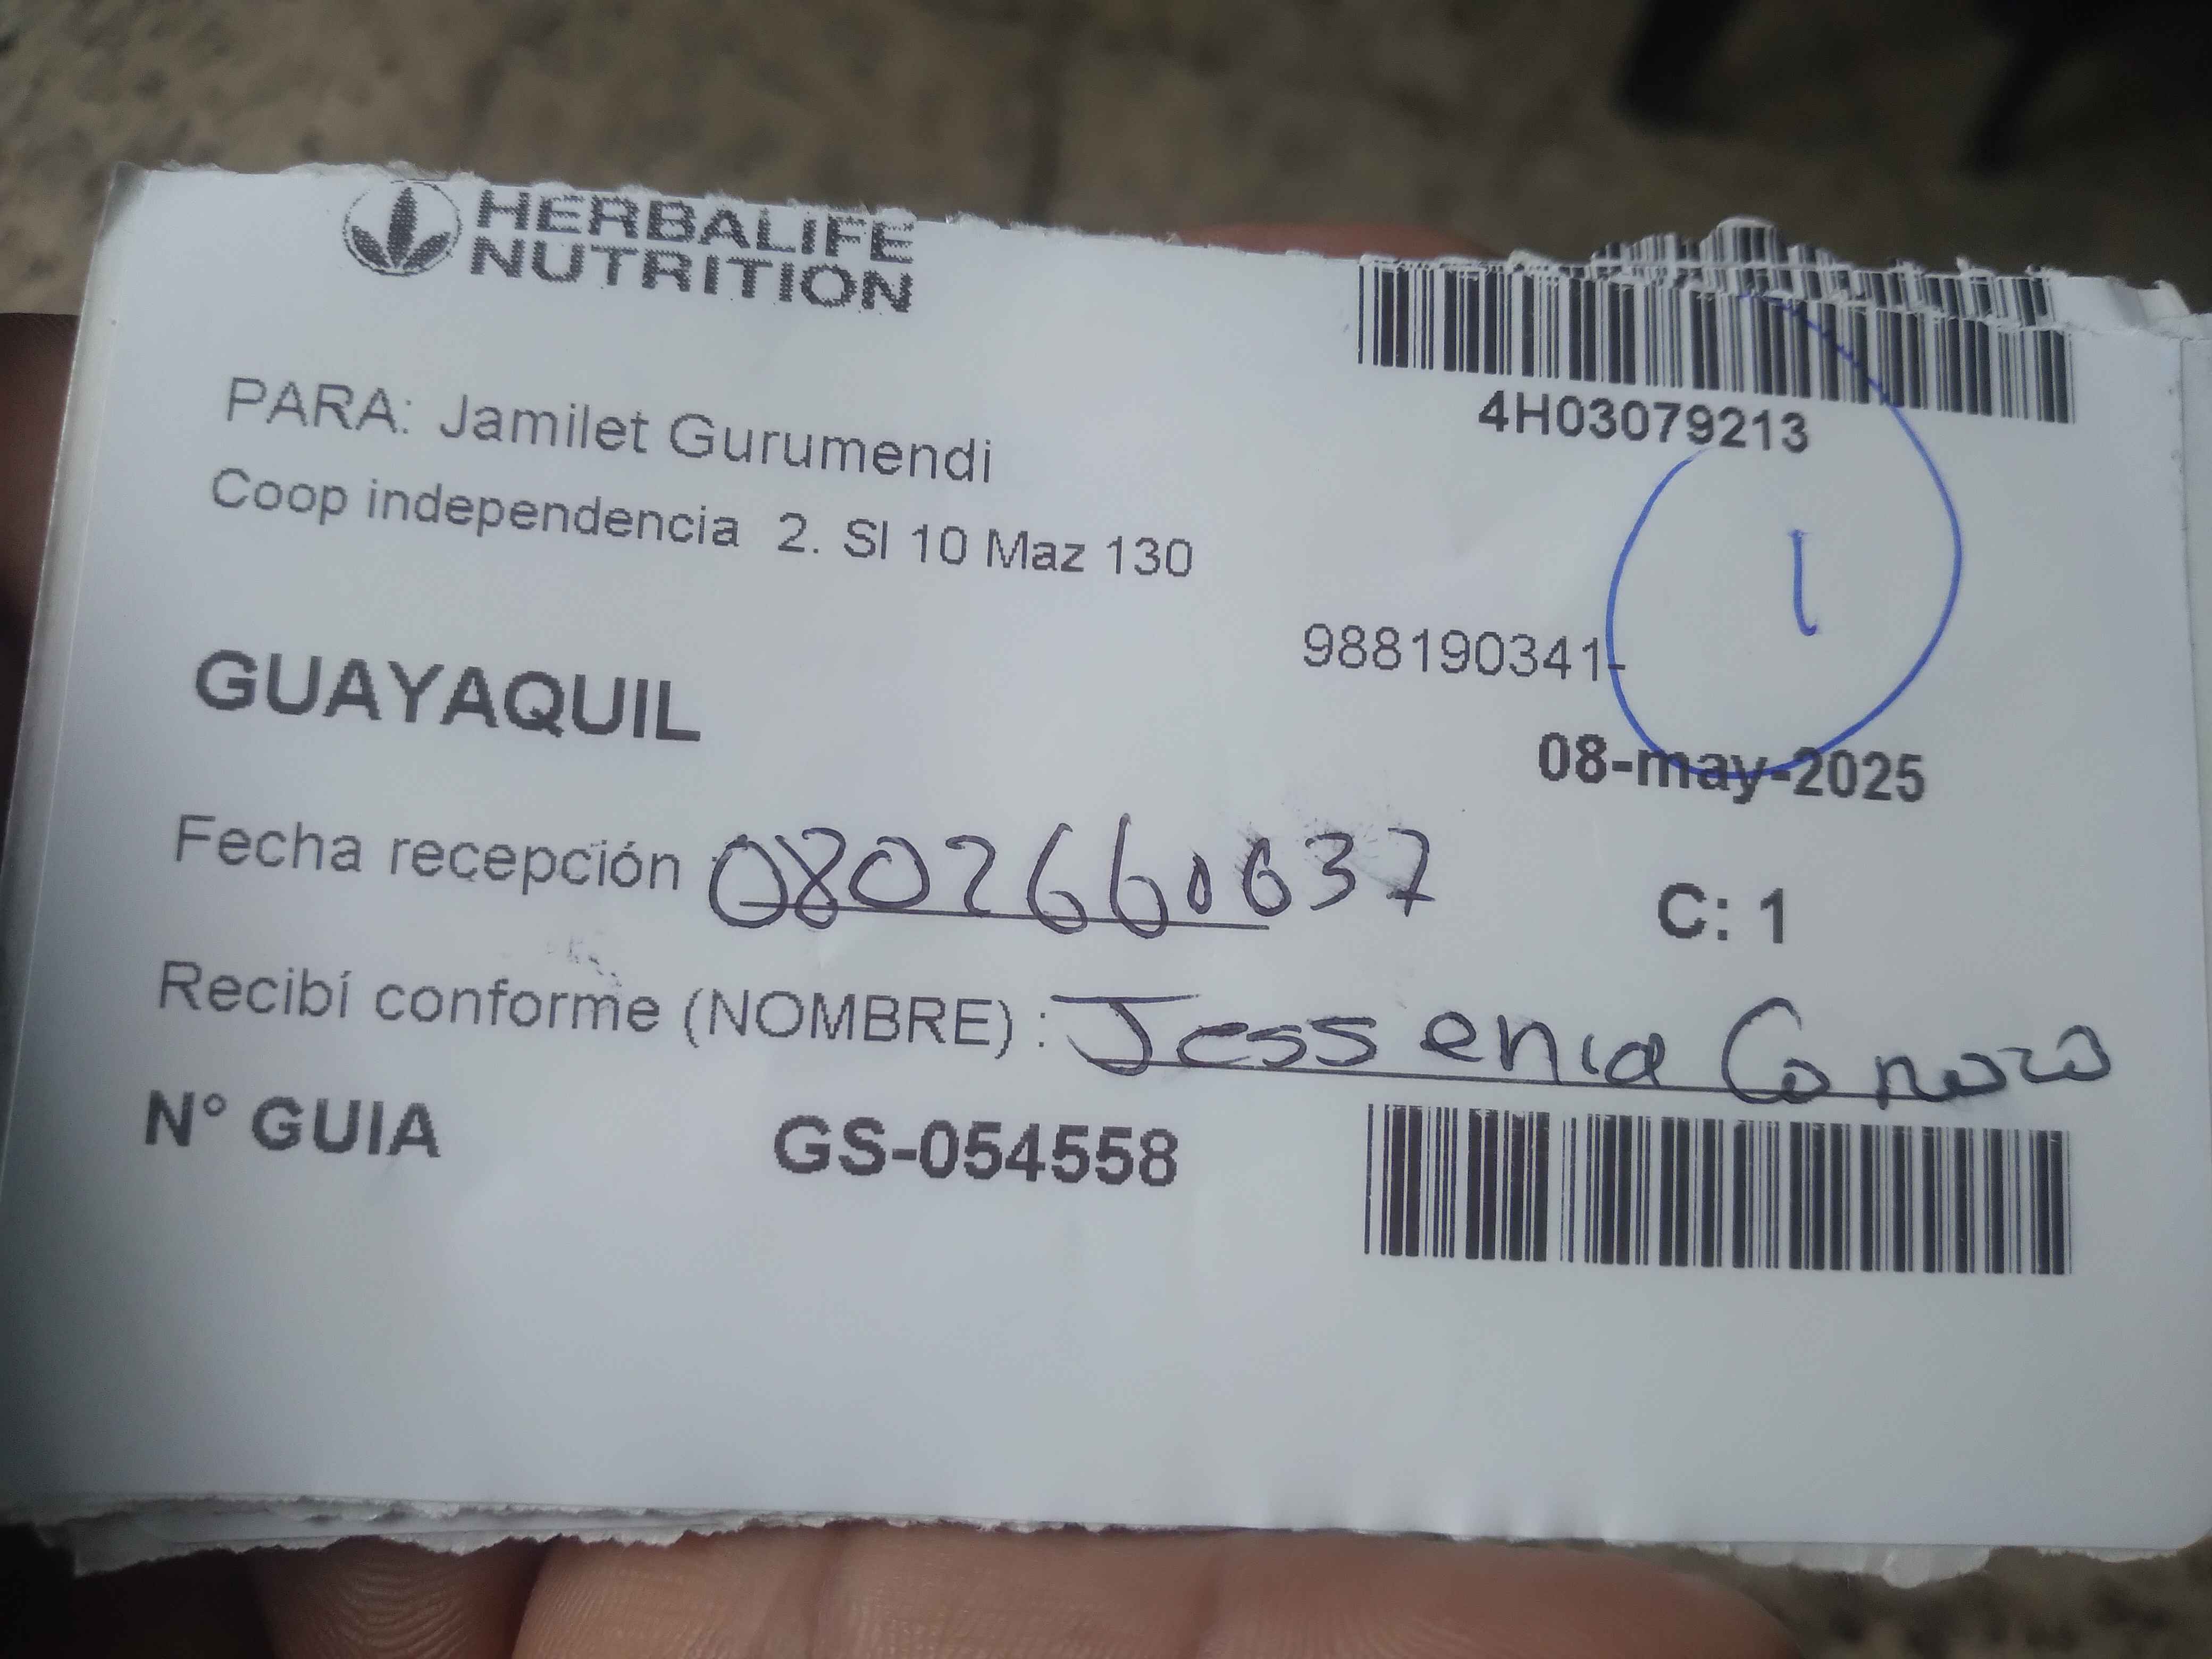 HERBALIFE
NUTRITION
4H03079213
PARA: Jamilet Gurumendi
Coop independencia 2. Sl 10 Maz 130
1
988190341-
GUAYAQUIL
08-may-2025
Fecha recepción 0802660637
C: 1
Recibí conforme (NOMBRE) : Jessenia
N° GUIA GS-054558